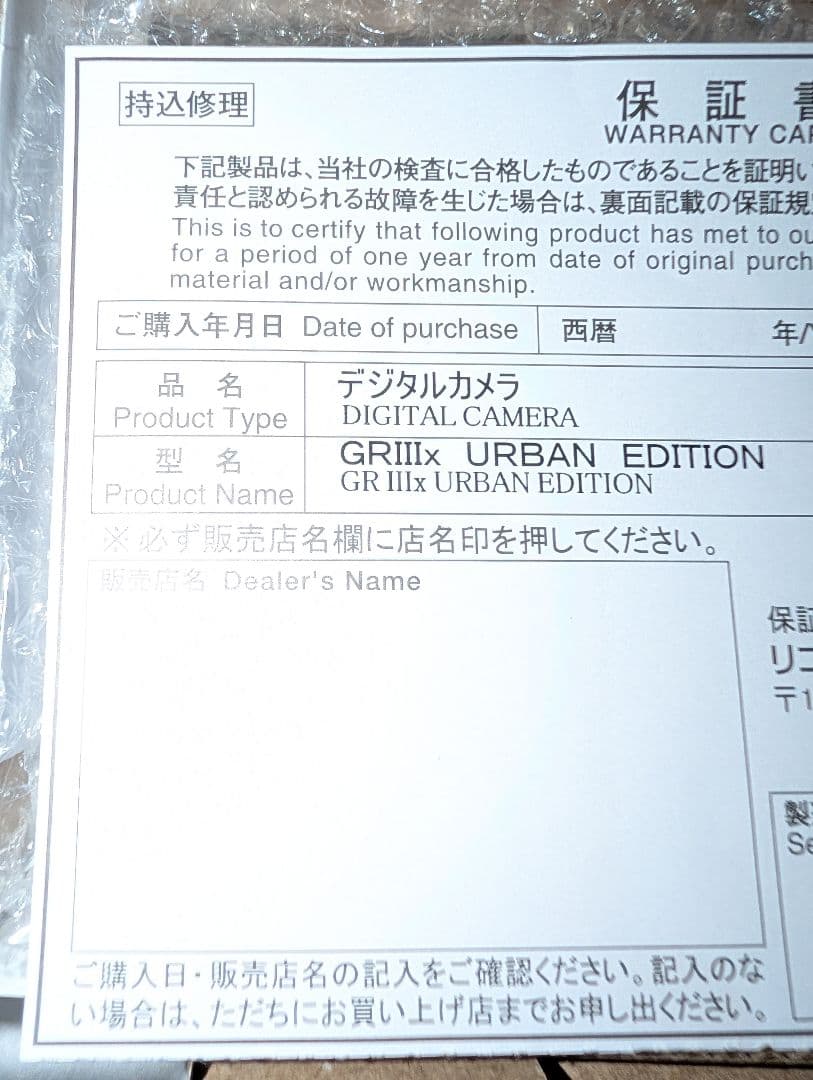 持込修理
保 証
WARRANTY
下記製品は、当社の検査に合格したものであることを証明い
責任と認められる故障を生じた場合は、裏面記載の保証規
This is to certify that following product has met to
for a period of one year from date of original
material and/or workmanship.
ご購入年月日 Date of purchase 西暦 年
品 名 デジタルカメラ
Product Type DIGITAL CAMERA
型 名 GRIIIx URBAN EDITION
Product Name GR IIIx URBAN EDITION
※必ず販売店名欄に店名印を押してください。
販売店名 Dealer's Name
保証
リコ
〒1
製
Se
ご購入日・販売店名の記入をご確認ください。記入のな
い場合は、ただちにお買い上げ店までお申し出ください。